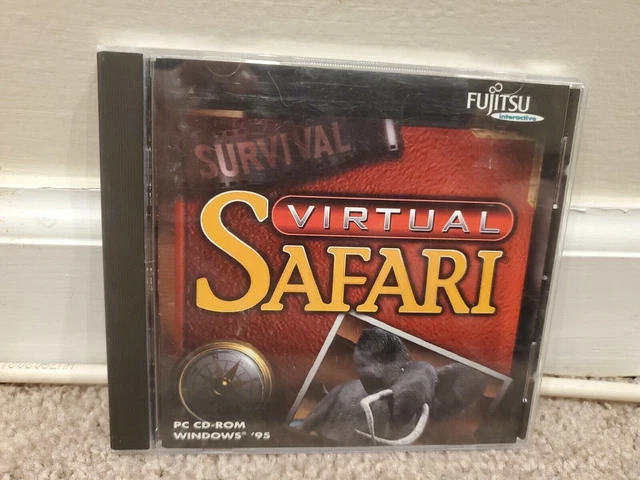 FUJITSU
interactive
SURVIVAL
VIRTUAL
SAFARI
PC CD-ROM
WINDOWS® '95